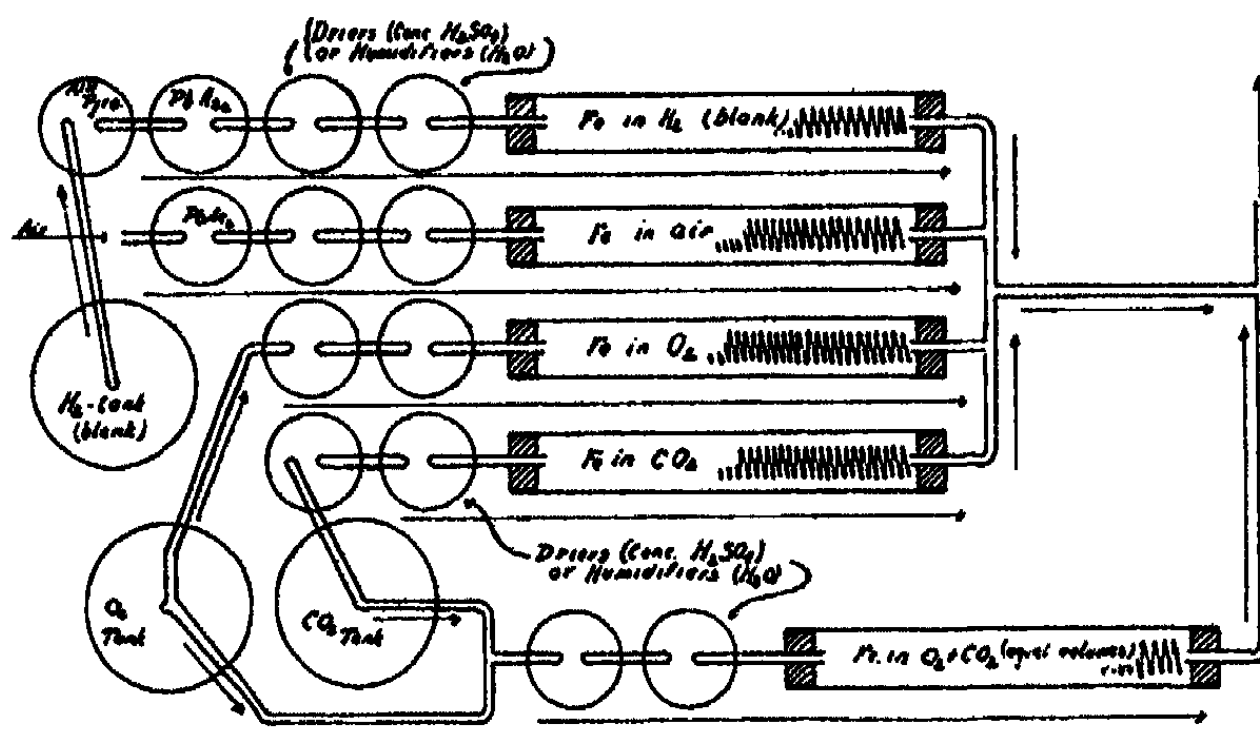 Driers (Conc H₂SO₄)
or Humidifiers (H₂O)
Pyro.
Fe in H₂ (blank)
Air
Fe in air
Fe in O₂
H₂-tank
(blank)
Fe in CO₂
Driers (Conc. H₂SO₄)
or Humidifiers (H₂O)
O₂
Tank
CO₂ Tank
Fe. in O₂ + CO₂ (equal volumes)